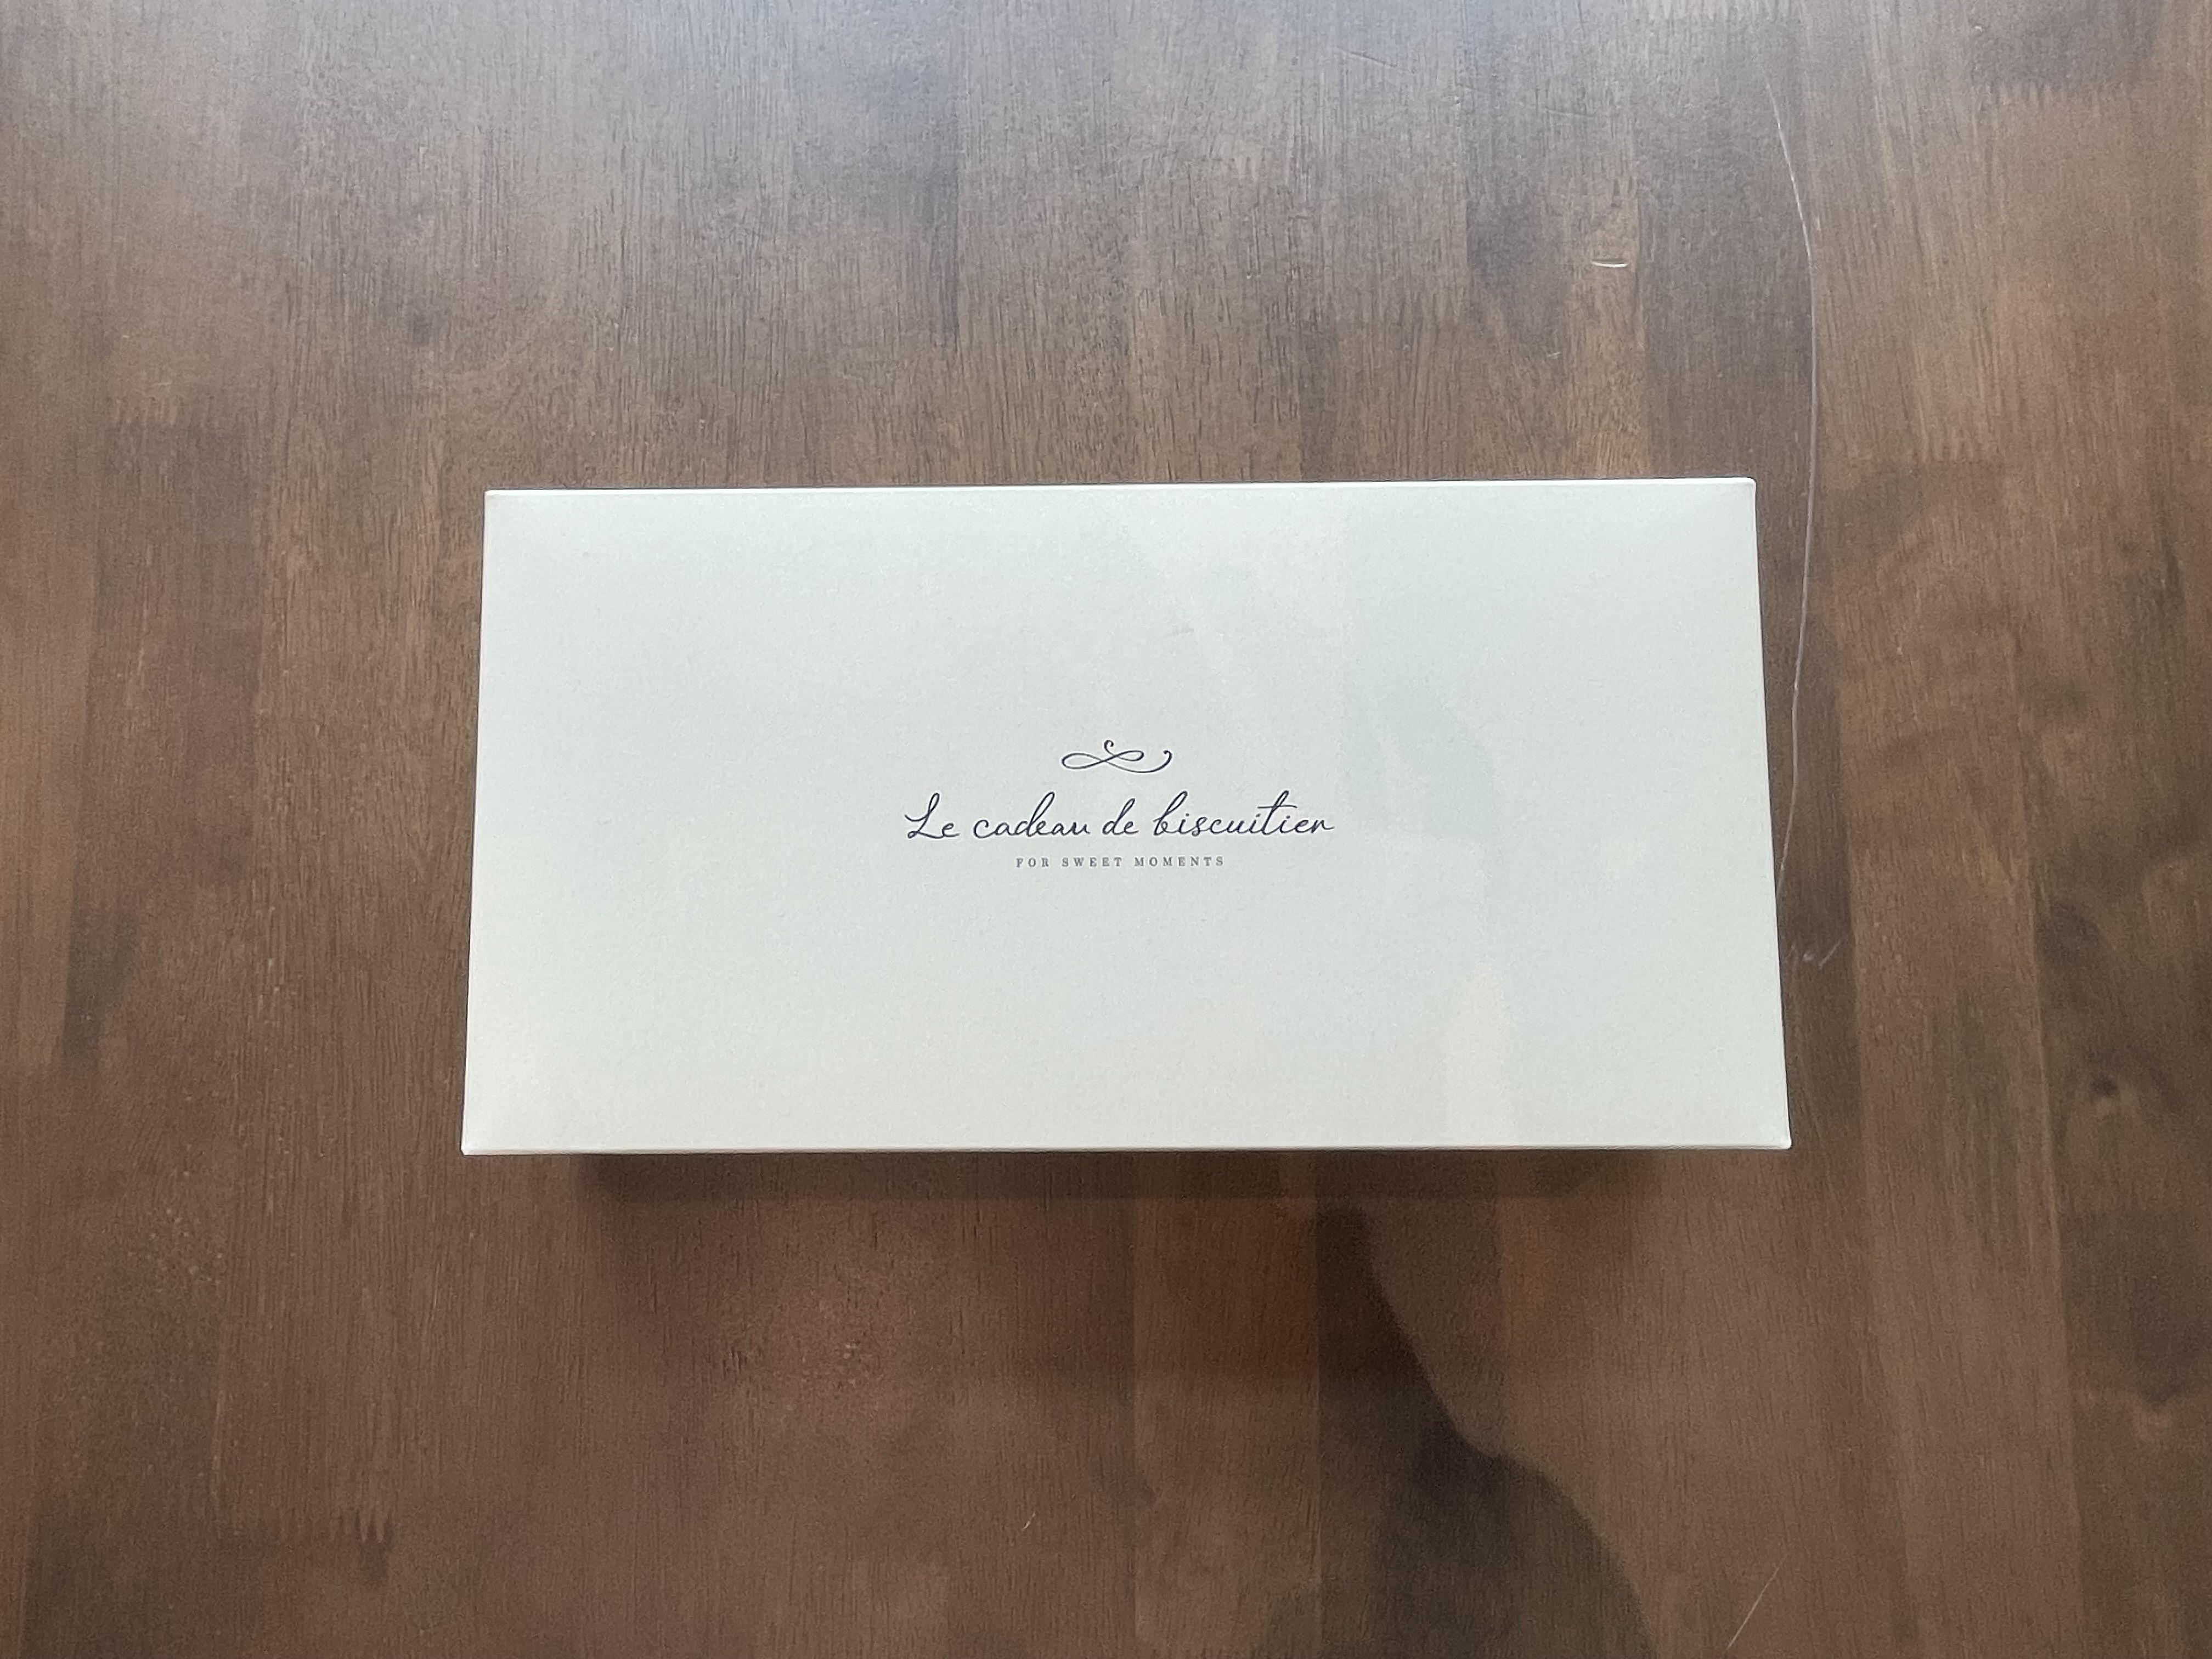 Le cadeau de biscuitier
FOR SWEET MOMENTS